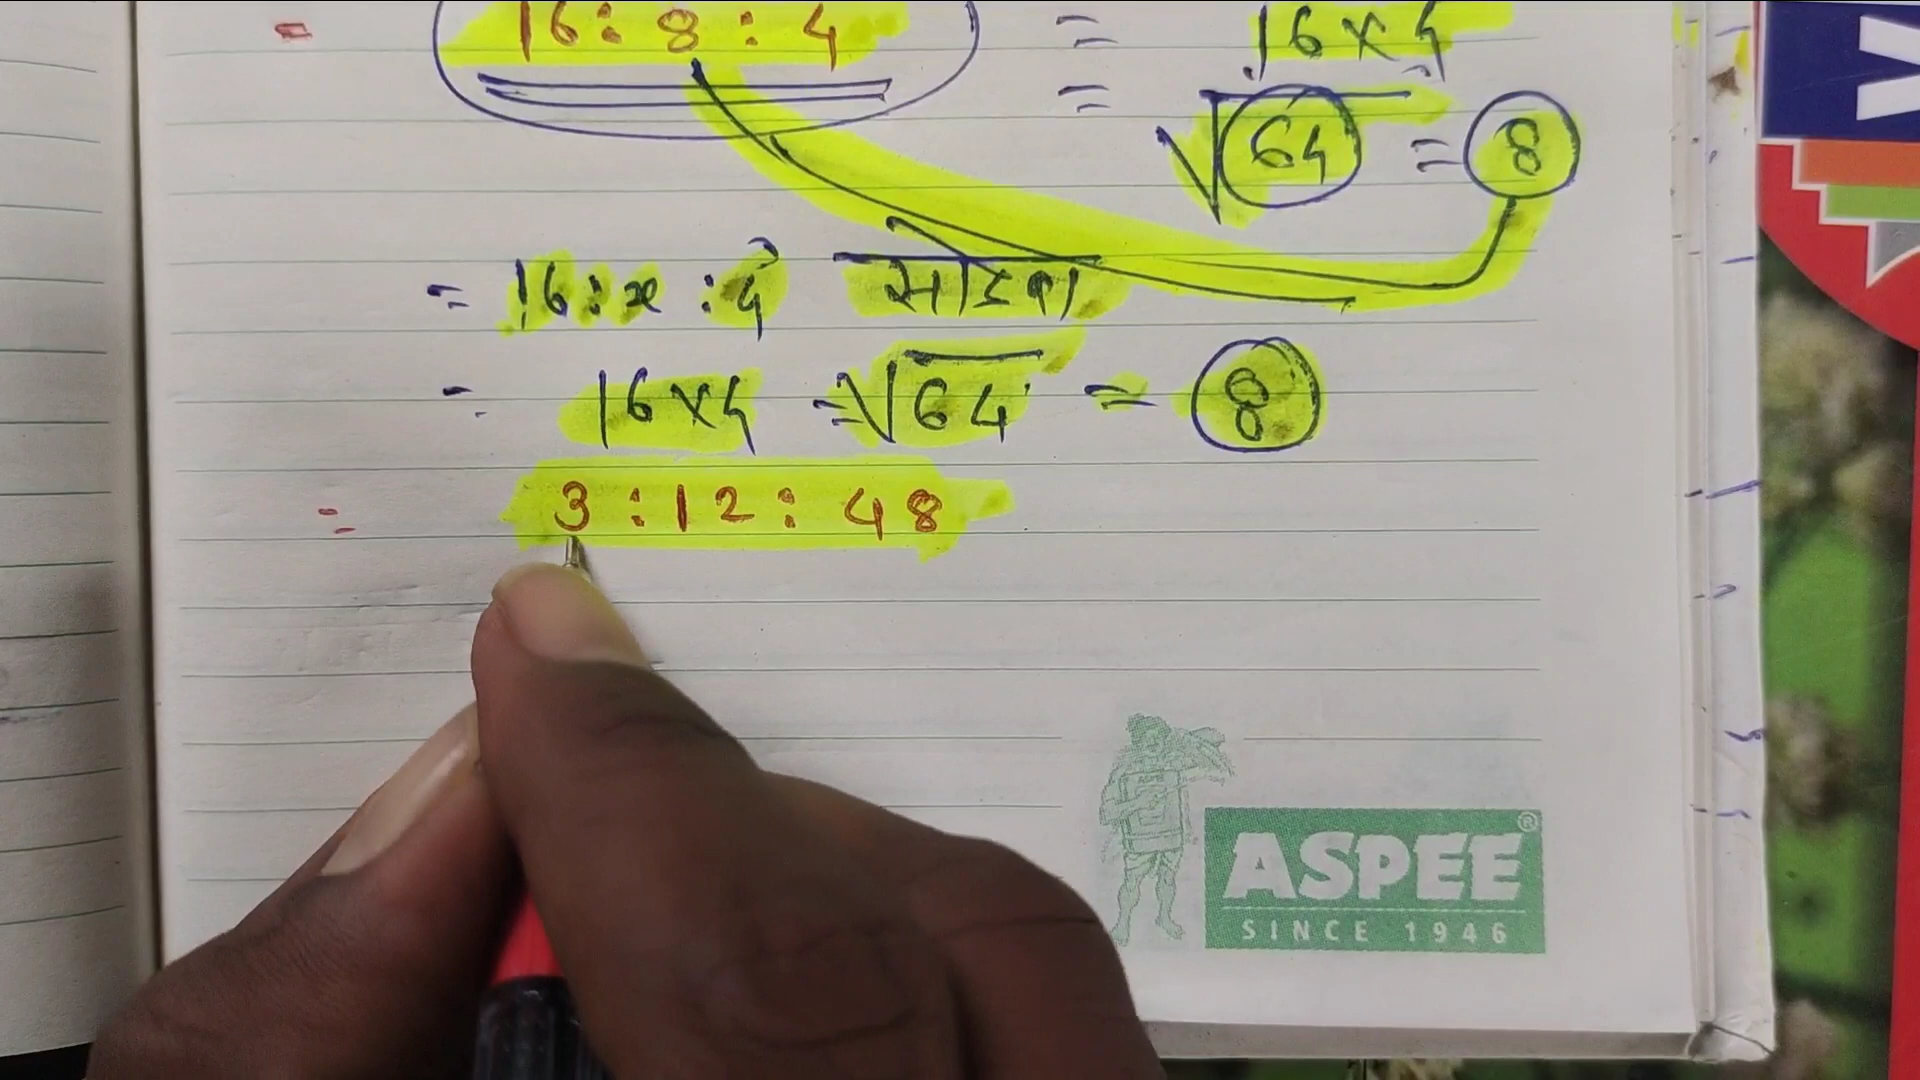 = 16 : 8 : 4 = 16 × 4
= √64 = 8
= 16 : x : 4
= 16 × 4 = √64 = 8
= 3 : 12 : 48
ASPEE
ASPEE ®
SINCE 1946